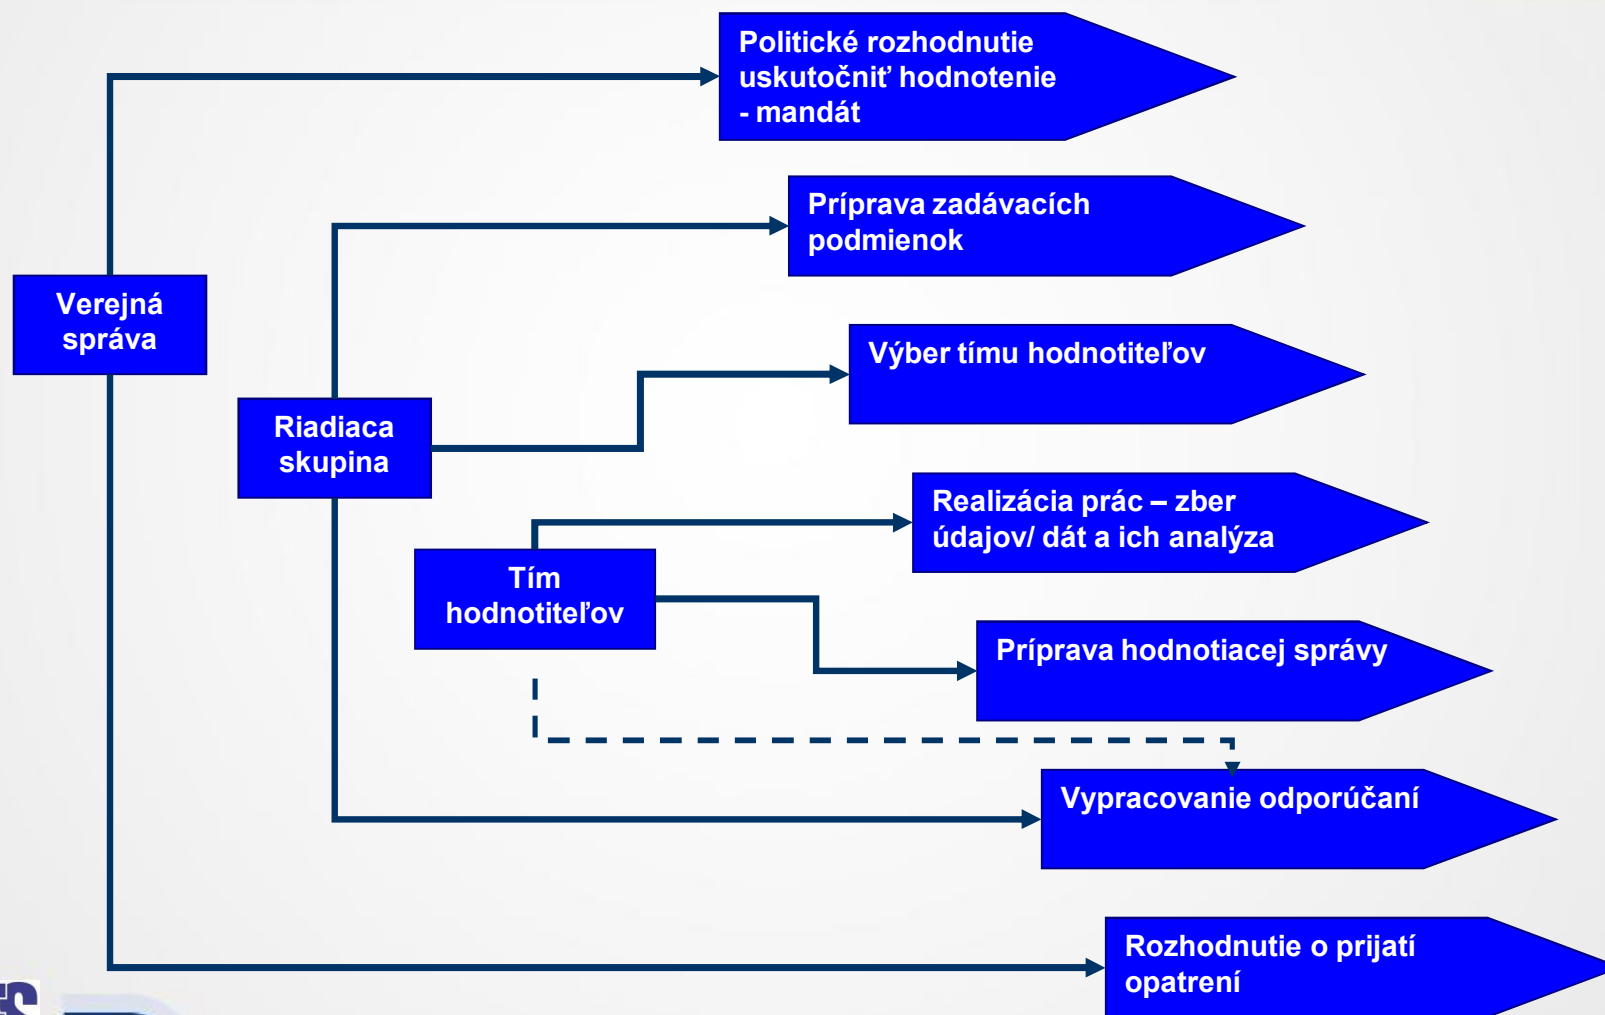 Politické rozhodnutie
uskutočniť hodnotenie
- mandát
Príprava zadávacích
podmienok
Verejná
správa
Výber tímu hodnotiteľov
Riadiaca
skupina
Realizácia prác – zber
údajov/ dát a ich analýza
Tím
hodnotiteľov
Príprava hodnotiacej správy
Vypracovanie odporúčaní
Rozhodnutie o prijatí
opatrení